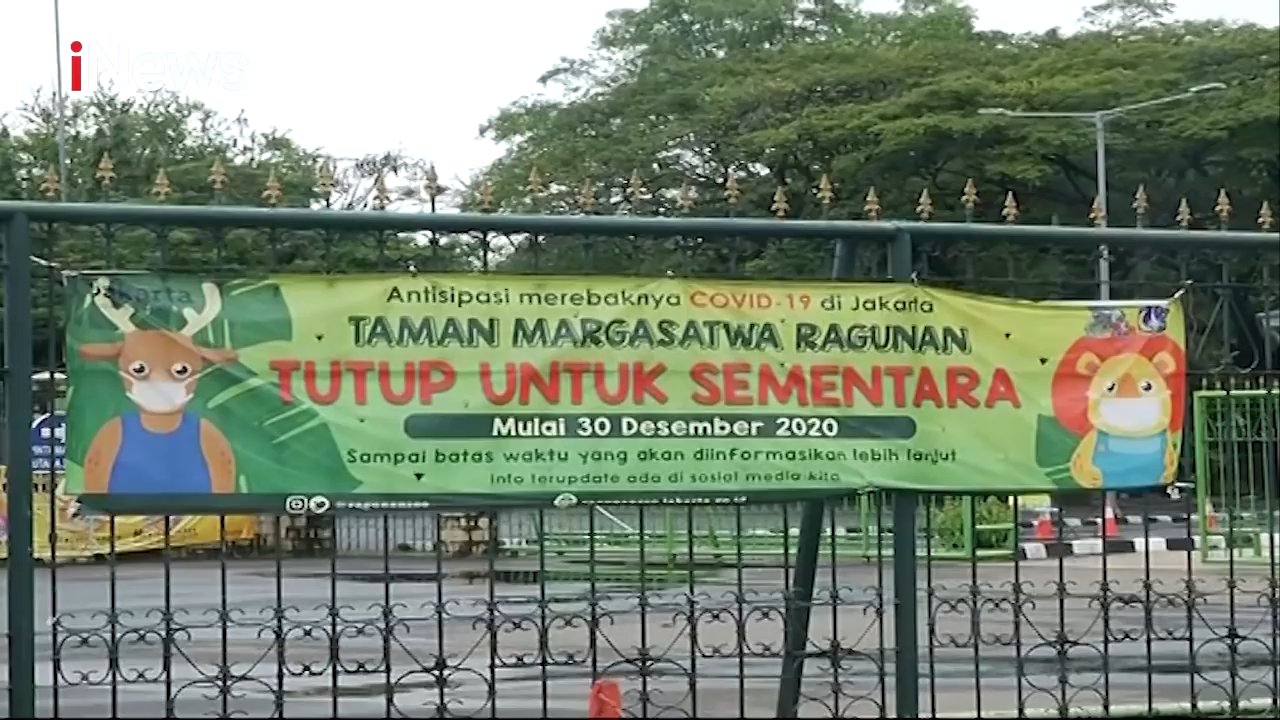 iNews
Antisipasi merebaknya COVID-19 di Jakarta
TAMAN MARGASATWA RAGUNAN
TUTUP UNTUK SEMENTARA
Mulai 30 Desember 2020
Sampai batas waktu yang akan diinformasikan lebih lanjut
Info terupdate ada di sosial media kita
@ragunanzoo